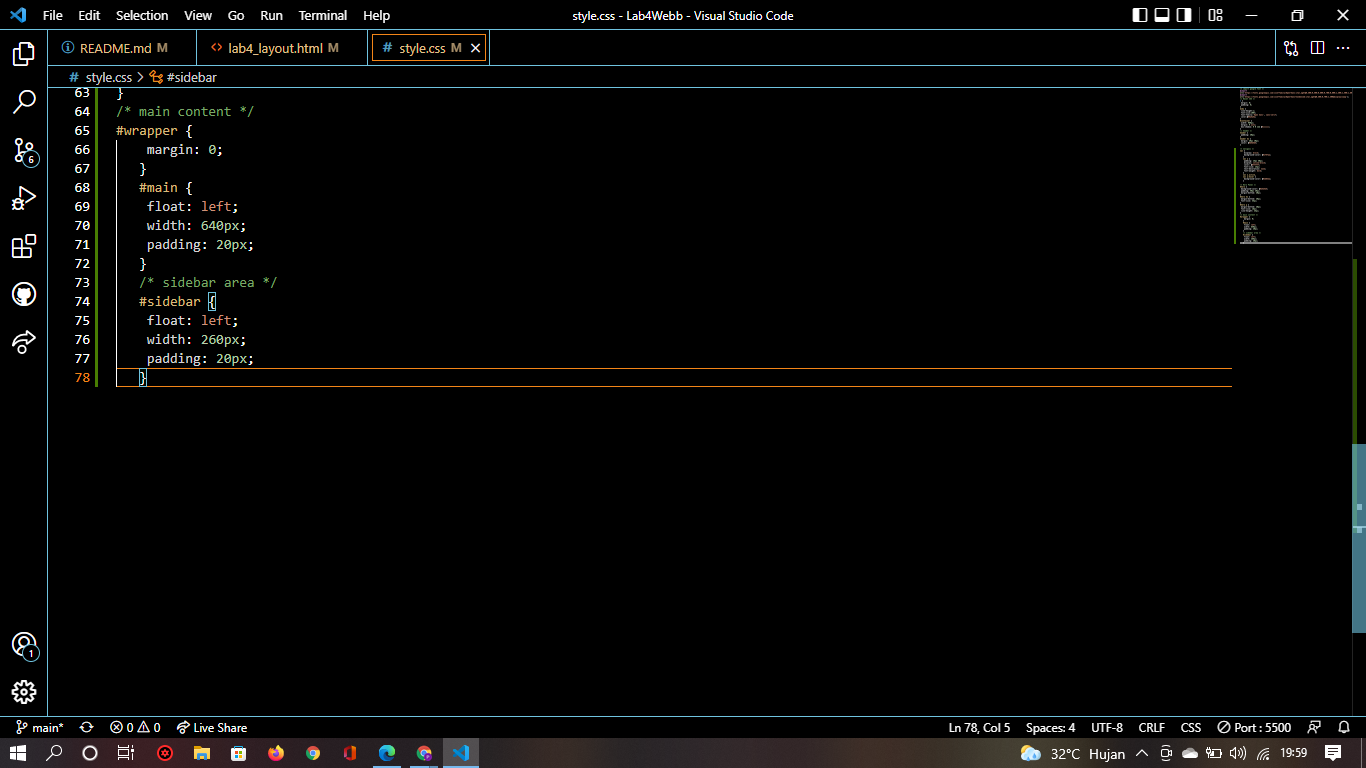 File Edit Selection View Go Run Terminal Help
style.css - Lab4Webb - Visual Studio Code
README.md M
lab4_layout.html M
# style.css M
# style.css > #sidebar
63 }
64 /* main content */
65 #wrapper {
66 margin: 0;
67 }
68 #main {
69 float: left;
70 width: 640px;
71 padding: 20px;
72 }
73 /* sidebar area */
74 #sidebar {
75 float: left;
76 width: 260px;
77 padding: 20px;
78 }
6
1
main* 0 0 Live Share
Ln 78, Col 5 Spaces: 4 UTF-8 CRLF CSS Port : 5500
32°C Hujan 19:59